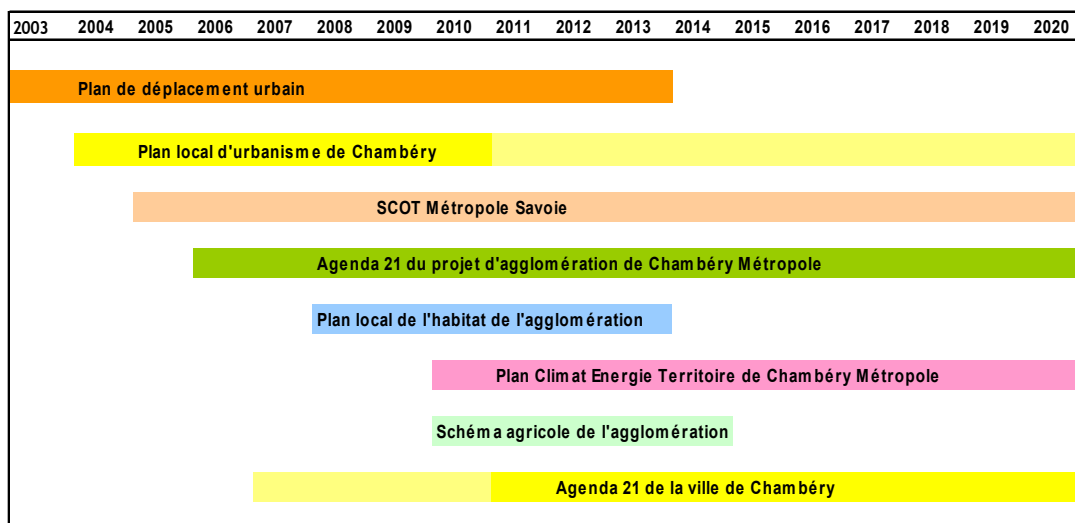 2003 2004 2005 2006 2007 2008 2009 2010 2011 2012 2013 2014 2015 2016 2017 2018 2019 2020
Plan de déplacement urbain
Plan local d'urbanisme de Chambéry
SCOT Métropole Savoie
Agenda 21 du projet d'agglomération de Chambéry Métropole
Plan local de l'habitat de l'agglomération
Plan Climat Energie Territoire de Chambéry Métropole
Schéma agricole de l'agglomération
Agenda 21 de la ville de Chambéry